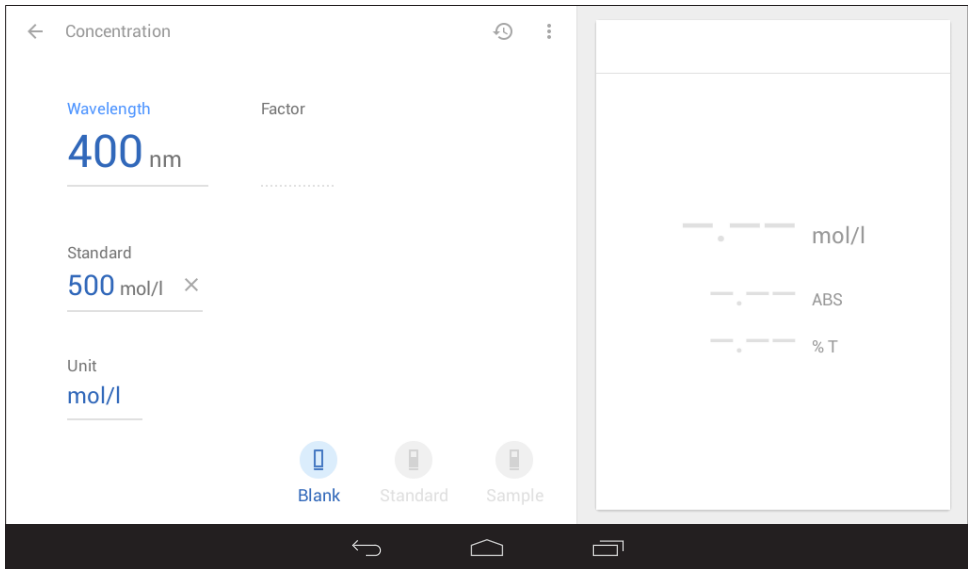 Concentration
Wavelength Factor
400 nm
Standard
500 mol/l
Unit
mol/l
Blank Standard Sample
mol/l
ABS
% T